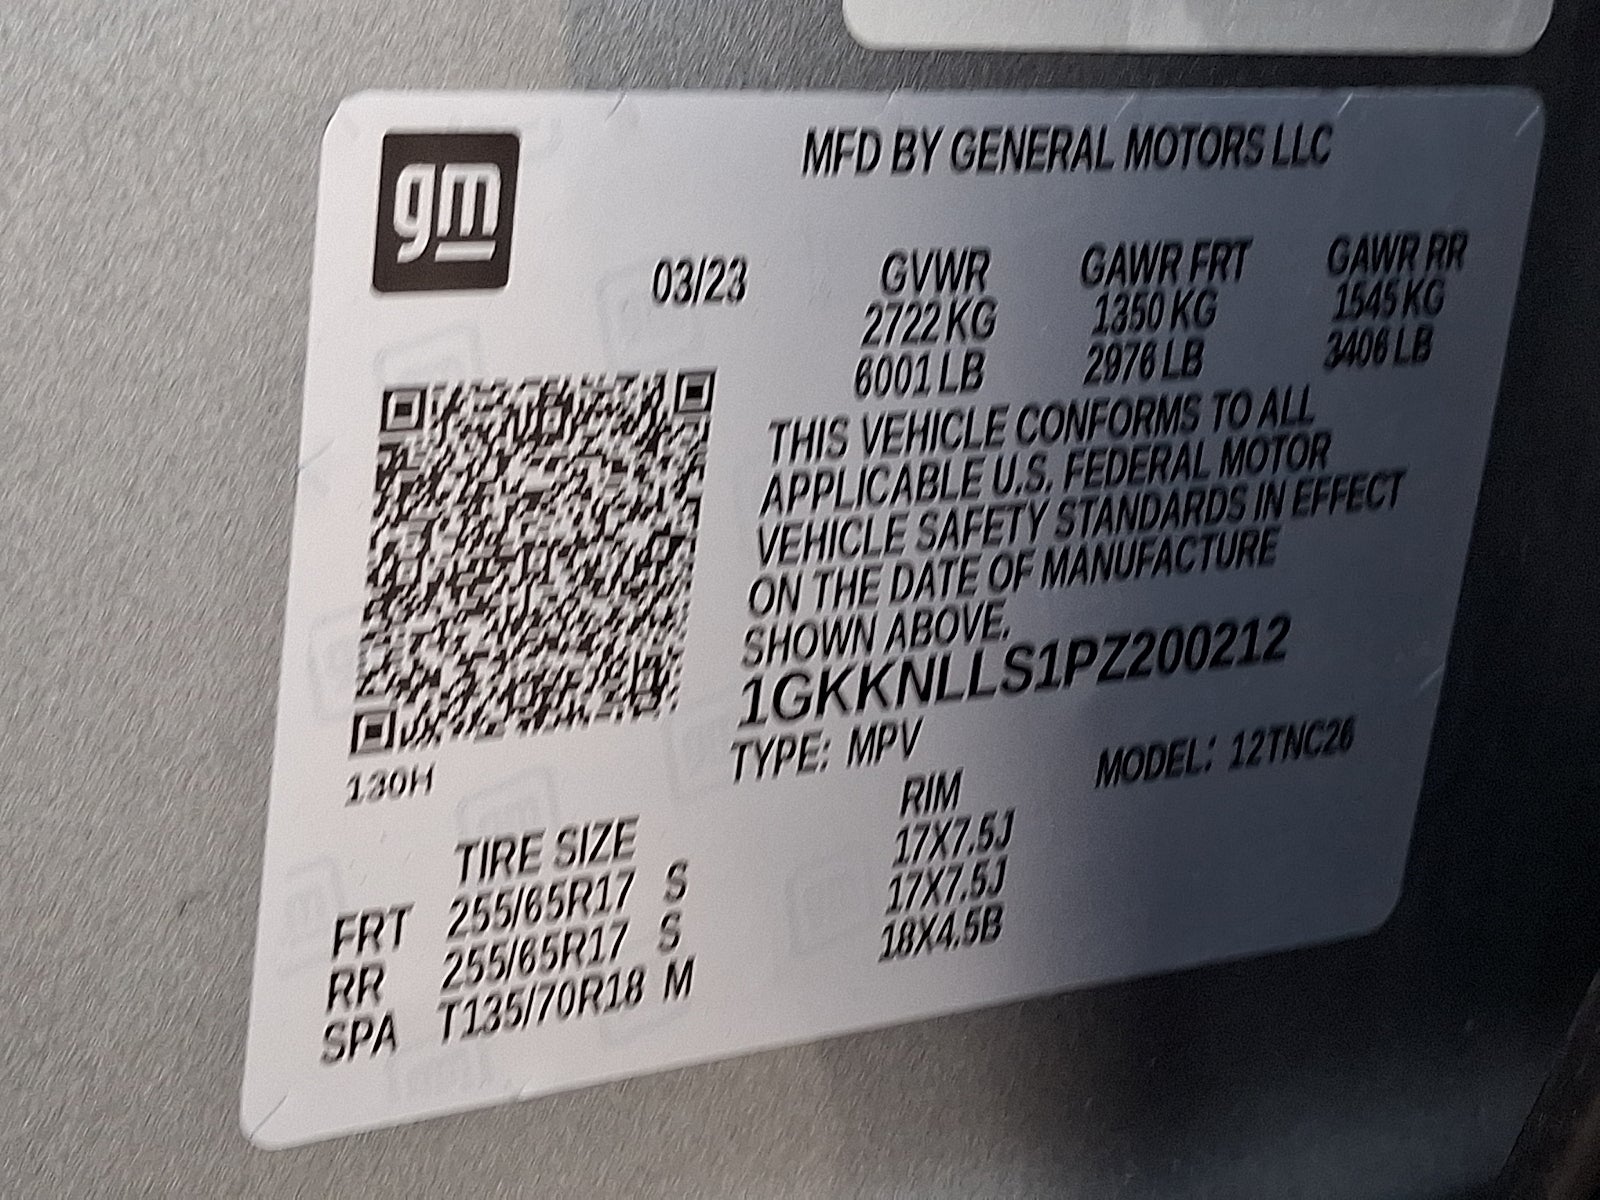 gm
MFD BY GENERAL MOTORS LLC
03/23
GVWR GAWR FRT GAWR RR
2722 KG 1350 KG 1545 KG
6001 LB 2976 LB 3406 LB
THIS VEHICLE CONFORMS TO ALL
APPLICABLE U.S. FEDERAL MOTOR
VEHICLE SAFETY STANDARDS IN EFFECT
ON THE DATE OF MANUFACTURE
SHOWN ABOVE.
1GKKNLLS1PZ200212
TYPE: MPV MODEL: 12TNC26
130H
TIRE SIZE RIM
FRT 255/65R17 S 17X7.5J
RR 255/65R17 S 17X7.5J
SPA T135/70R18 M 18X4.5B